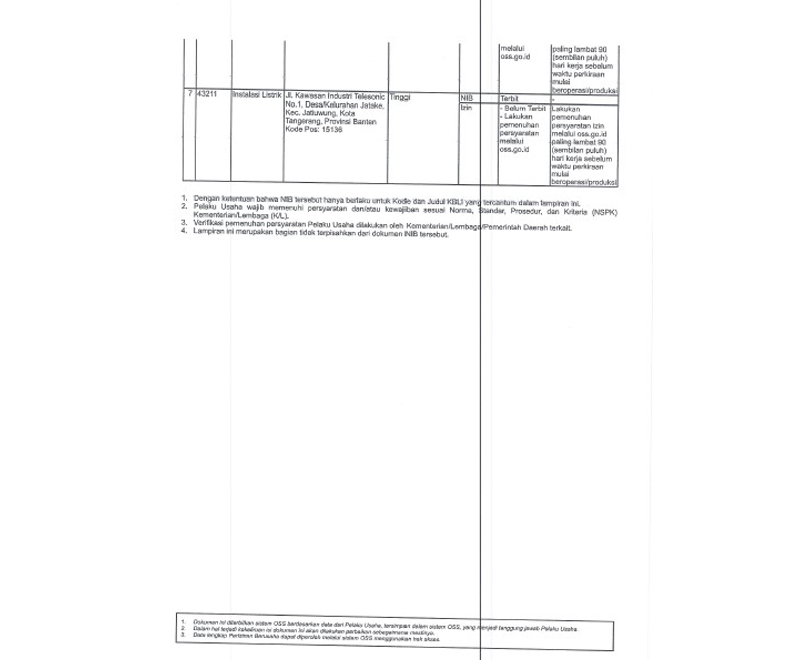 melalui paling lambat 90
oss.go.id (sembilan puluh)
hari kerja sebelum
waktu perkiraan
mulai
beroperasi/produksi
7 43211 Instalasi Listrik Jl. Kawasan Industri Telesonic Tinggi NIB Terbit -
No.1, Desa/Kelurahan Jatake, Izin - Belum Terbit Lakukan
Kec. Jatiuwung, Kota - Lakukan pemenuhan
Tangerang, Provinsi Banten pemenuhan persyaratan izin
Kode Pos: 15136 persyaratan melalui oss.go.id
melalui paling lambat 90
oss.go.id (sembilan puluh)
hari kerja sebelum
waktu perkiraan
mulai
beroperasi/produksi
1. Dengan ketentuan bahwa NIB tersebut hanya berlaku untuk Kode dan Judul KBLI yang tercantum dalam lampiran ini.
2. Pelaku Usaha wajib memenuhi persyaratan dan/atau kewajiban sesuai Norma, Standar, Prosedur, dan Kriteria (NSPK)
Kementerian/Lembaga (K/L).
3. Verifikasi pemenuhan persyaratan Pelaku Usaha dilakukan oleh Kementerian/Lembaga/Pemerintah Daerah terkait.
4. Lampiran ini merupakan bagian tidak terpisahkan dari dokumen NIB tersebut.
1. Dokumen ini diterbitkan sistem OSS berdasarkan data dari Pelaku Usaha, tersimpan dalam sistem OSS, yang menjadi tanggung jawab Pelaku Usaha.
2. Dalam hal terjadi kekeliruan isi dokumen ini akan dilakukan perbaikan sebagaimana mestinya.
3. Data lengkap Perizinan Berusaha dapat diperoleh melalui sistem OSS menggunakan hak akses.